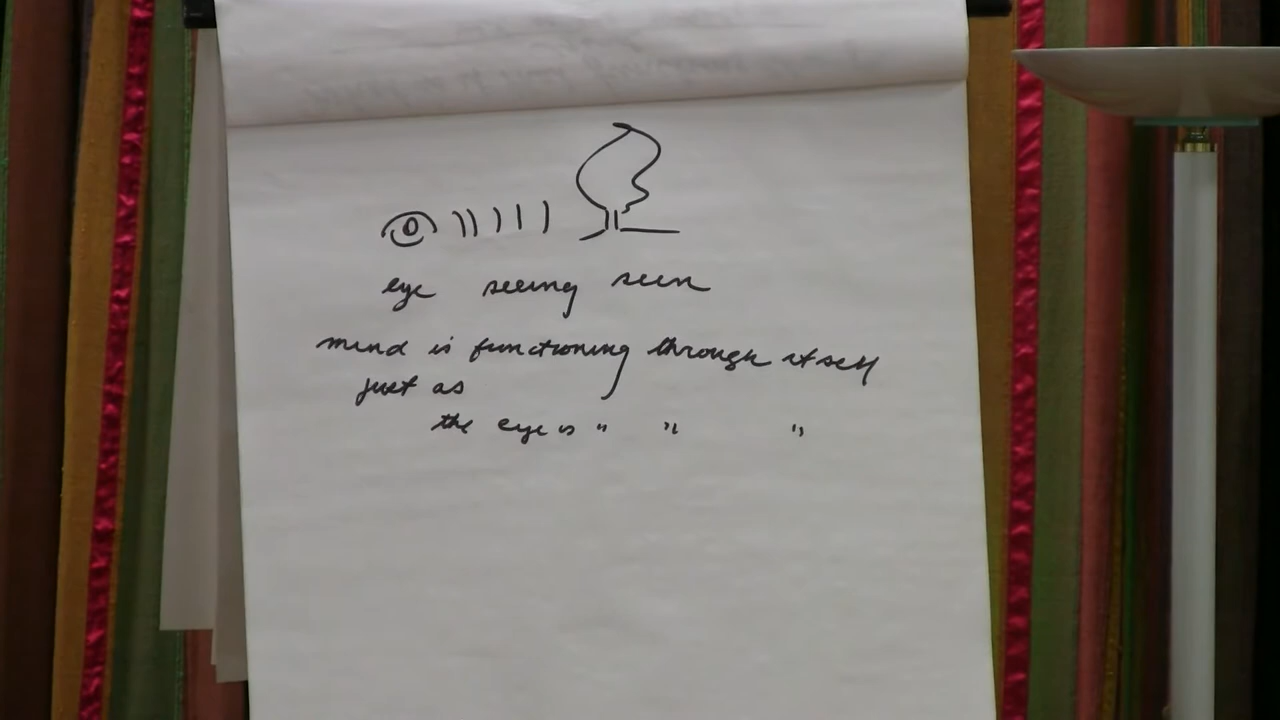 eye seeing seen
mind is functioning through itself
just as
the eye is " " "